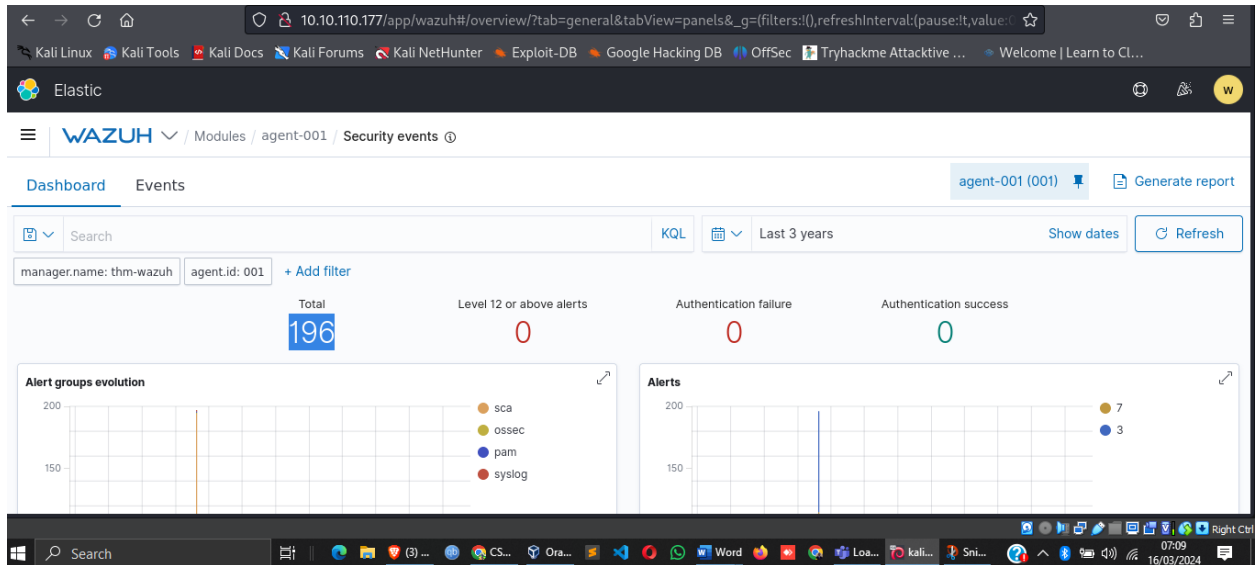 10.10.110.177/app/wazuh#/overview/?tab=general&tabView=panels&_g=(filters:!(),refreshInterval:(pause:!t,value:0
Kali Linux Kali Tools Kali Docs Kali Forums Kali NetHunter Exploit-DB Google Hacking DB OffSec Tryhackme Attacktive ... Welcome | Learn to Cl...
Elastic W
WAZUH / Modules / agent-001 / Security events
Dashboard Events agent-001 (001) Generate report
Search KQL Last 3 years Show dates Refresh
manager.name: thm-wazuh agent.id: 001 + Add filter
Total Level 12 or above alerts Authentication failure Authentication success
196 0 0 0
Alert groups evolution Alerts
200 sca 200 7
ossec 3
150 pam 150
syslog
Right Ctrl
Search (3) ... CS... Ora... Word Loa... kali... Sni... 07:09
16/03/2024